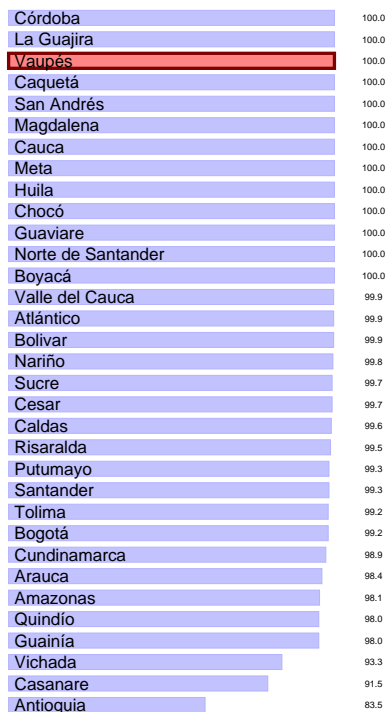 Córdoba 100.0
La Guajira 100.0
Vaupés 100.0
Caquetá 100.0
San Andrés 100.0
Magdalena 100.0
Cauca 100.0
Meta 100.0
Huila 100.0
Chocó 100.0
Guaviare 100.0
Norte de Santander 100.0
Boyacá 100.0
Valle del Cauca 99.9
Atlántico 99.9
Bolivar 99.9
Nariño 99.8
Sucre 99.7
Cesar 99.7
Caldas 99.6
Risaralda 99.5
Putumayo 99.3
Santander 99.3
Tolima 99.2
Bogotá 99.2
Cundinamarca 98.9
Arauca 98.4
Amazonas 98.1
Quindío 98.0
Guainía 98.0
Vichada 93.3
Casanare 91.5
Antioquia 83.5